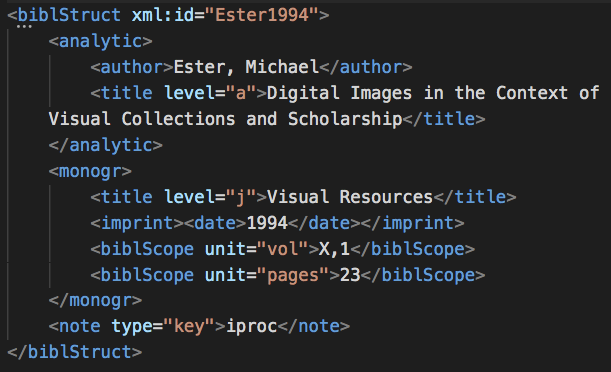 <biblStruct xml:id="Ester1994">
<analytic>
<author>Ester, Michael</author>
<title level="a">Digital Images in the Context of
Visual Collections and Scholarship</title>
</analytic>
<monogr>
<title level="j">Visual Resources</title>
<imprint><date>1994</date></imprint>
<biblScope unit="vol">X,1</biblScope>
<biblScope unit="pages">23</biblScope>
</monogr>
<note type="key">iproc</note>
</biblStruct>